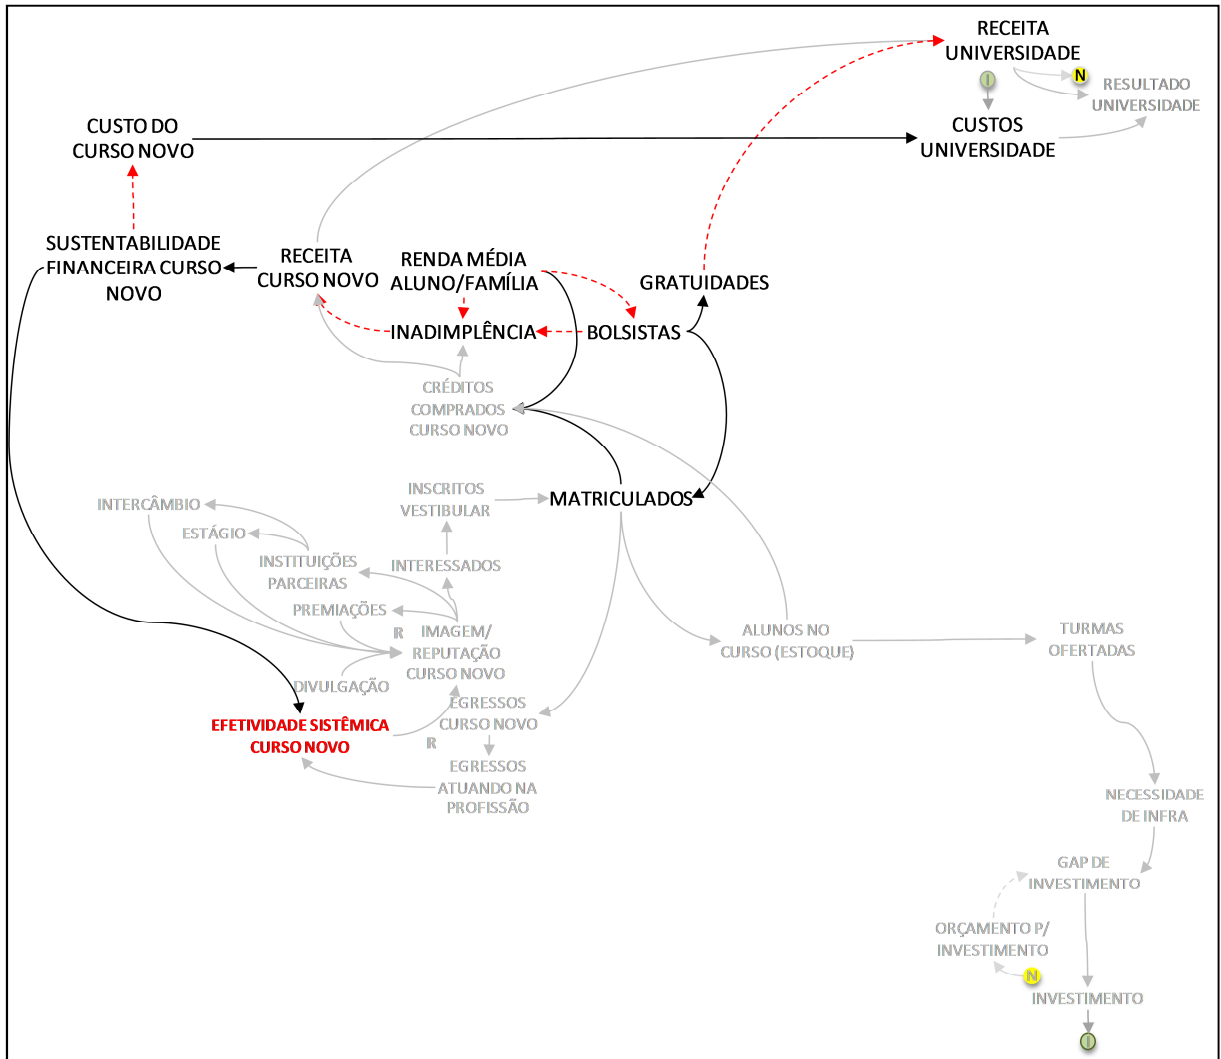 RECEITA
UNIVERSIDADE
I
N
RESULTADO
UNIVERSIDADE
CUSTO DO
CURSO NOVO
CUSTOS
UNIVERSIDADE
SUSTENTABILIDADE
FINANCEIRA CURSO
NOVO
RECEITA
CURSO NOVO
RENDA MÉDIA
ALUNO/FAMÍLIA
GRATUIDADES
INADIMPLÊNCIA
BOLSISTAS
CRÉDITOS
COMPRADOS
CURSO NOVO
INSCRITOS
VESTIBULAR
MATRICULADOS
INTERCÂMBIO
ESTÁGIO
INSTITUIÇÕES
PARCEIRAS
INTERESSADOS
PREMIAÇÕES
R
IMAGEM/
REPUTAÇÃO
CURSO NOVO
DIVULGAÇÃO
ALUNOS NO
CURSO (ESTOQUE)
TURMAS
OFERTADAS
EGRESSOS
CURSO NOVO
EFETIVIDADE SISTÊMICA
CURSO NOVO
R
EGRESSOS
ATUANDO NA
PROFISSÃO
NECESSIDADE
DE INFRA
GAP DE
INVESTIMENTO
ORÇAMENTO P/
INVESTIMENTO
N
INVESTIMENTO
I